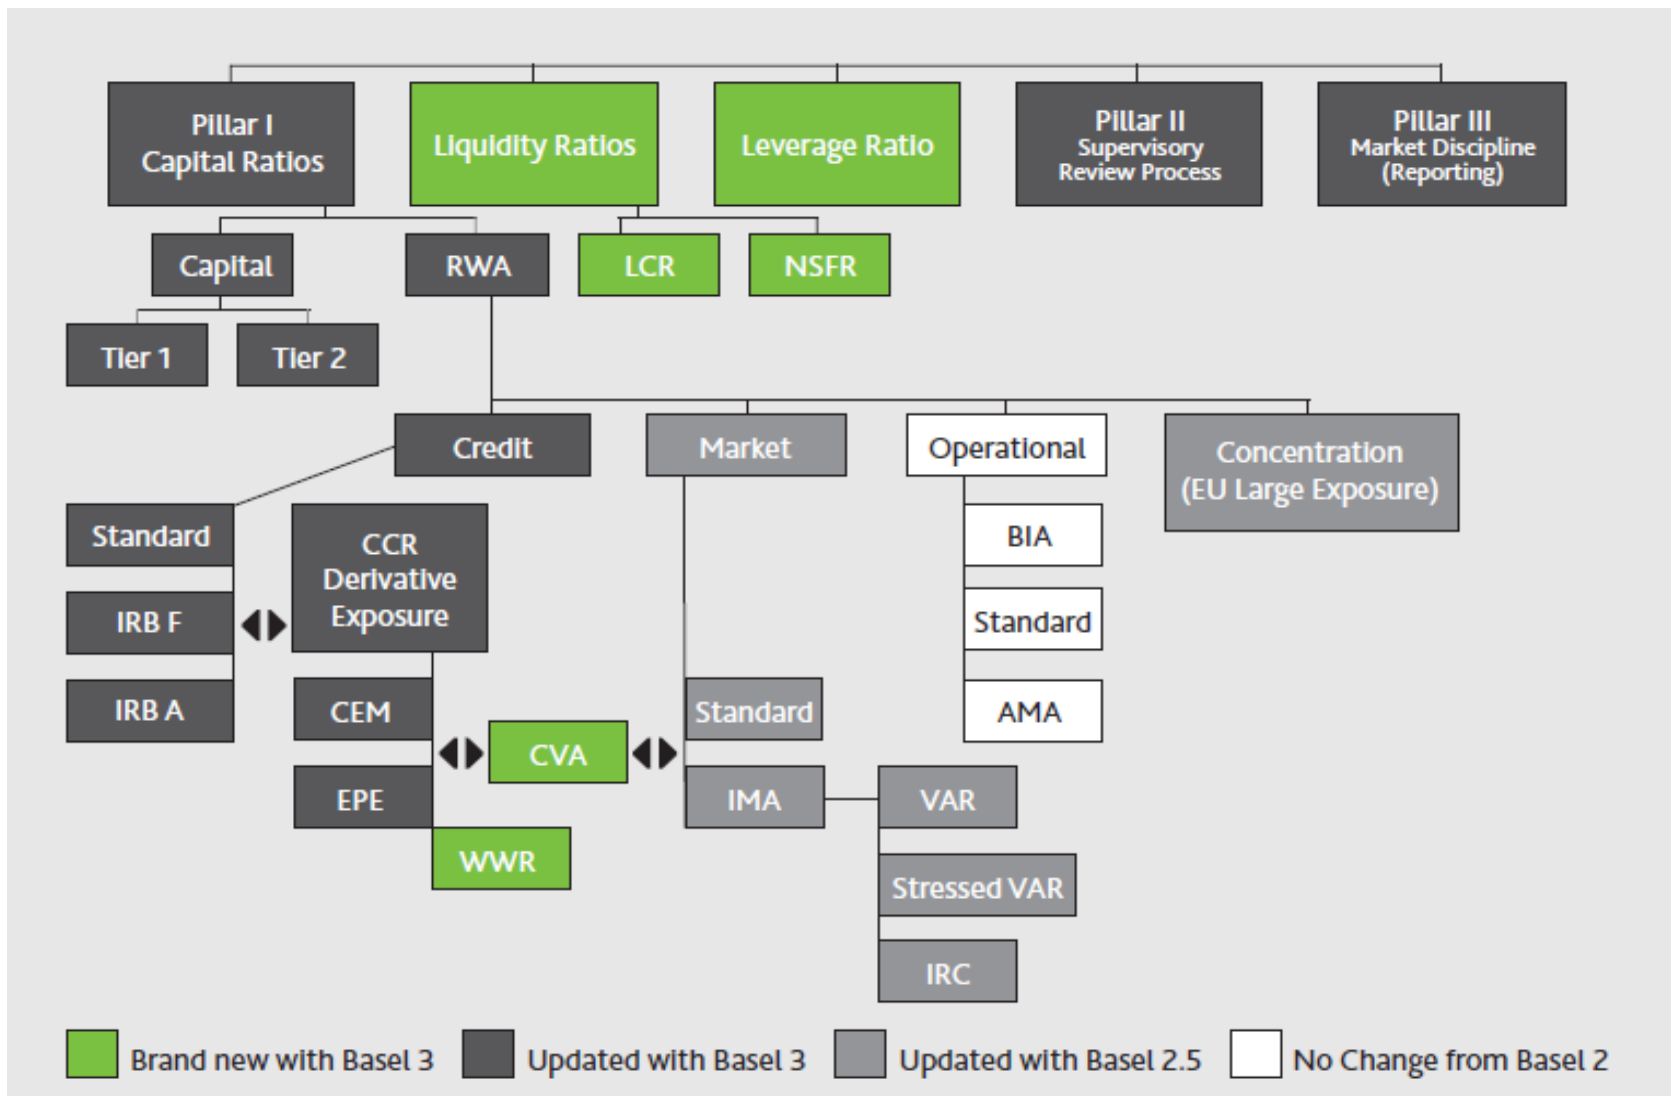 Pillar I
Capital Ratios
Liquidity Ratios
Leverage Ratio
Pillar II
Supervisory
Review Process
Pillar III
Market Discipline
(Reporting)
Capital
RWA
LCR
NSFR
Tier 1
Tier 2
Credit
Market
Operational
Concentration
(EU Large Exposure)
Standard
IRB F
IRB A
CCR
Derivative
Exposure
CEM
EPE
WWR
CVA
Standard
IMA
VAR
Stressed VAR
IRC
BIA
Standard
AMA
Brand new with Basel 3
Updated with Basel 3
Updated with Basel 2.5
No Change from Basel 2